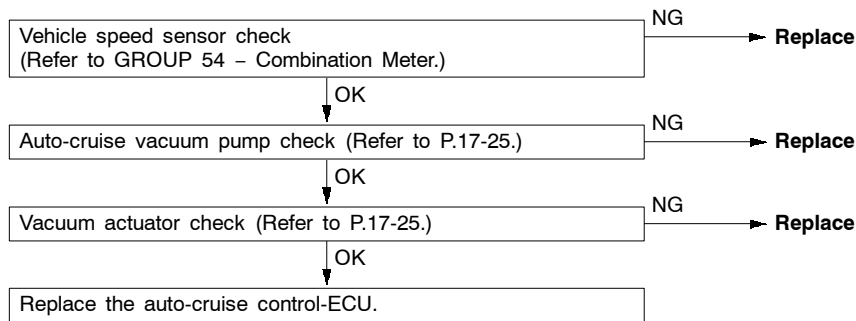 Vehicle speed sensor check
(Refer to GROUP 54 – Combination Meter.)
NG
Replace
OK
Auto-cruise vacuum pump check (Refer to P.17-25.)
NG
Replace
OK
Vacuum actuator check (Refer to P.17-25.)
NG
Replace
OK
Replace the auto-cruise control-ECU.